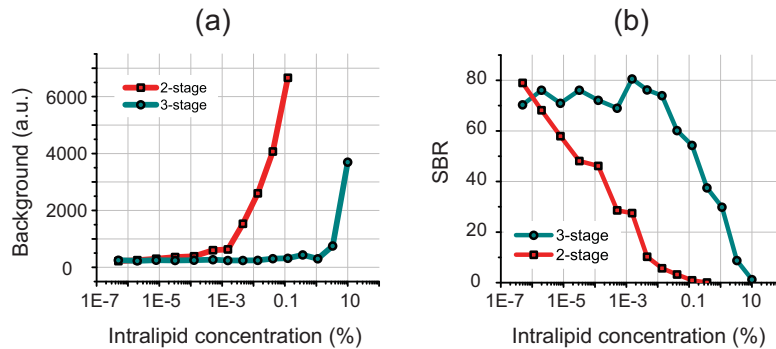 (a)
Background (a.u.)
6000
4000
2000
0
2-stage
3-stage
1E-7
1E-5
1E-3
0.1
10
Intralipid concentration (%)
(b)
SBR
80
60
40
20
0
3-stage
2-stage
1E-7
1E-5
1E-3
0.1
10
Intralipid concentration (%)